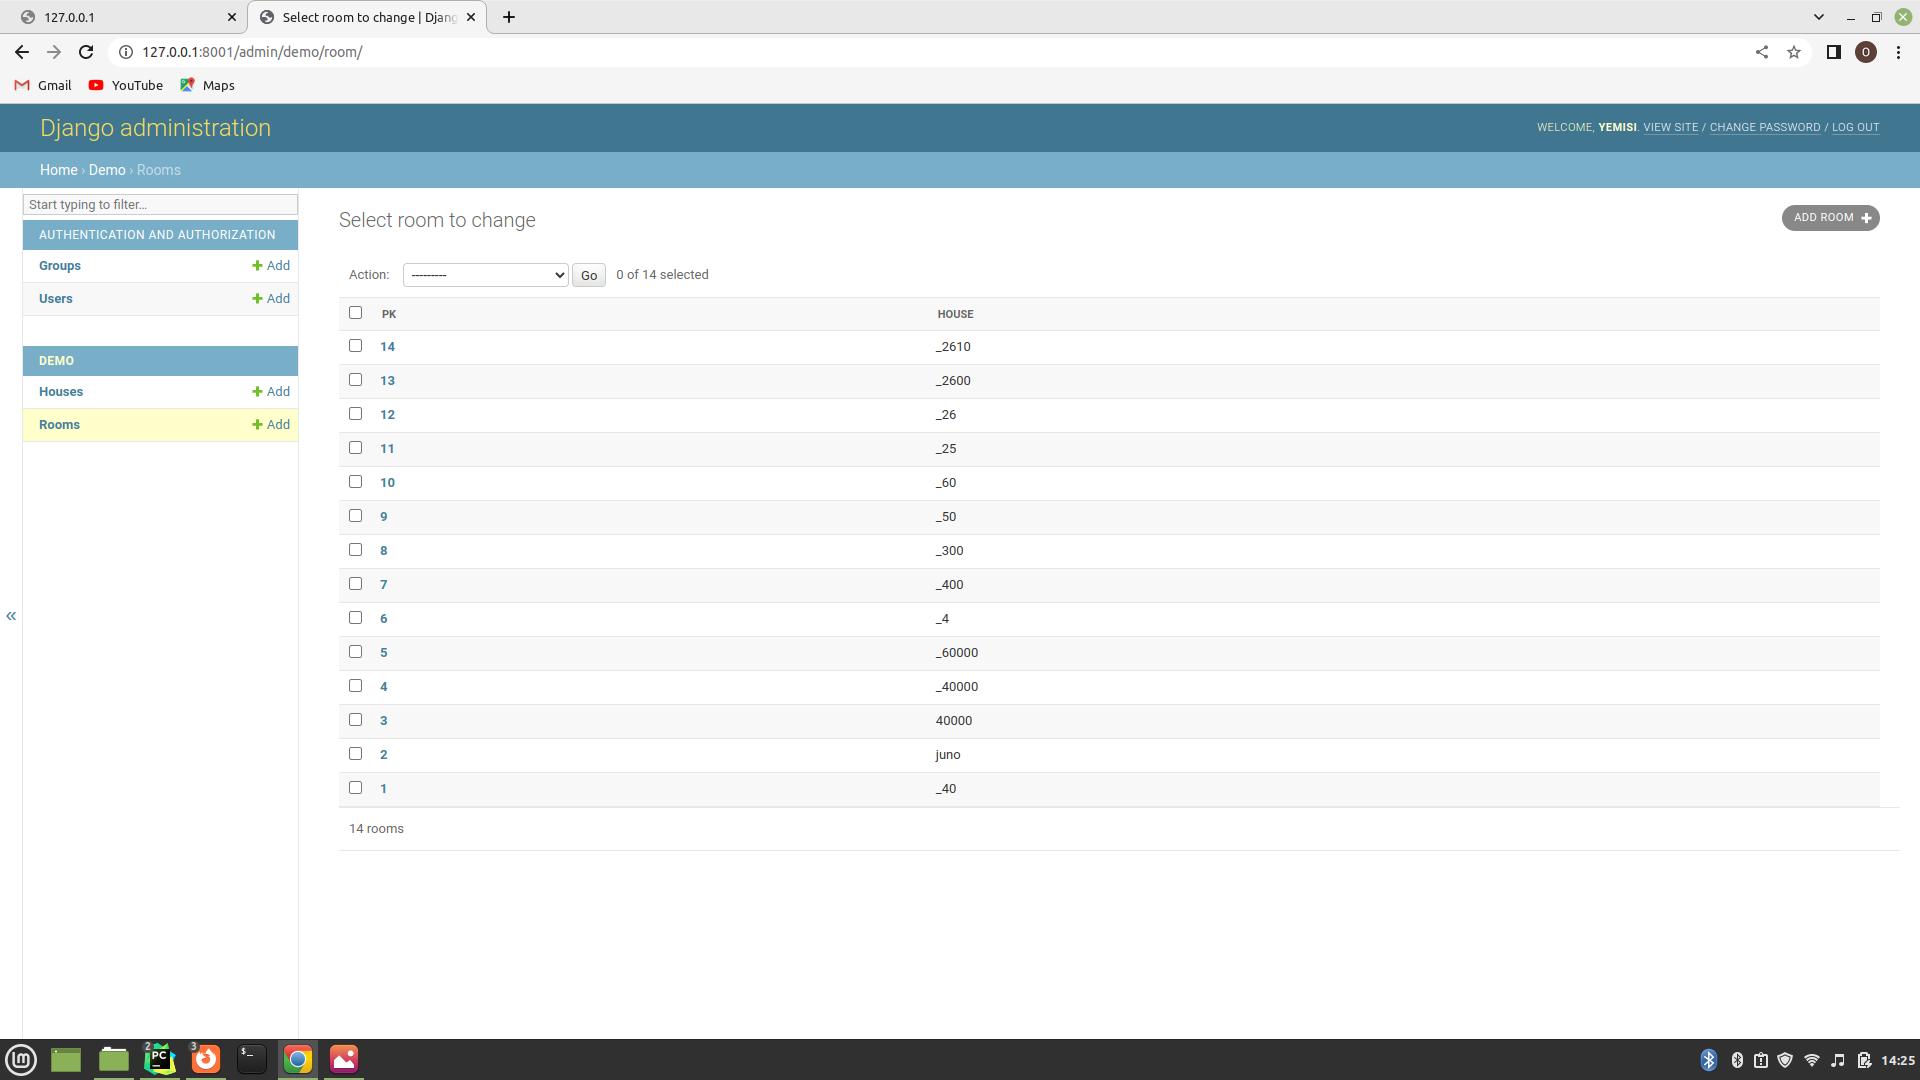 127.0.0.1
Select room to change | Djang
127.0.0.1:8001/admin/demo/room/
O
Gmail YouTube Maps
Django administration
WELCOME, YEMISI. VIEW SITE / CHANGE PASSWORD / LOG OUT
Home › Demo › Rooms
Start typing to filter...
AUTHENTICATION AND AUTHORIZATION
Groups + Add
Users + Add
DEMO
Houses + Add
Rooms + Add
«
Select room to change
ADD ROOM +
Action: --------- Go 0 of 14 selected
PK HOUSE
14 _2610
13 _2600
12 _26
11 _25
10 _60
9 _50
8 _300
7 _400
6 _4
5 _60000
4 _40000
3 40000
2 juno
1 _40
14 rooms
2 PC 3 $_ 14:25